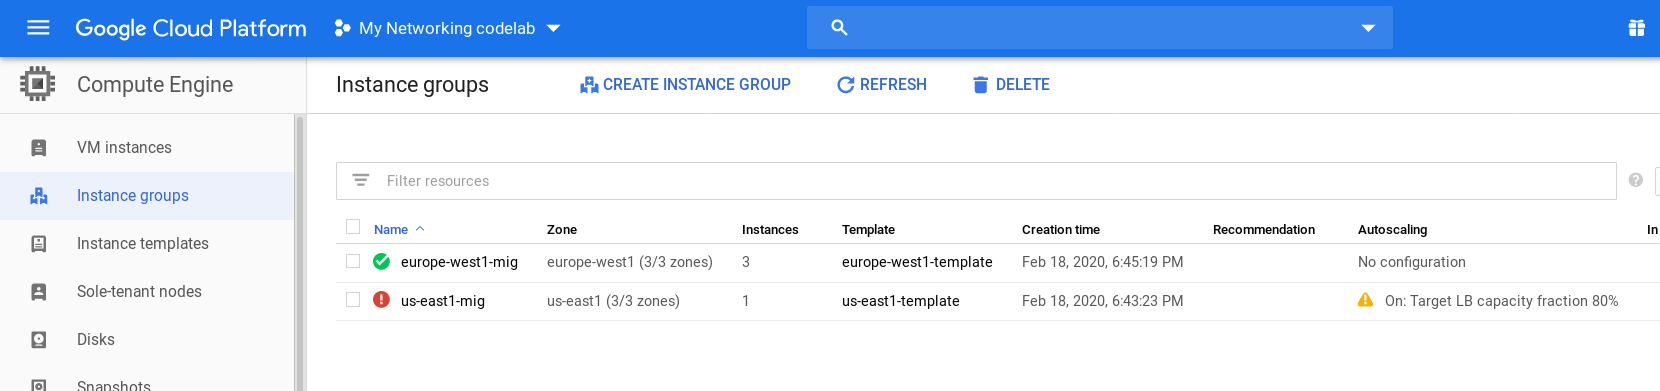 Google Cloud Platform
My Networking codelab
Compute Engine
Instance groups
CREATE INSTANCE GROUP
REFRESH
DELETE
VM instances
Instance groups
Instance templates
Sole-tenant nodes
Disks
Snapshots
Filter resources
Name Zone Instances Template Creation time Recommendation Autoscaling In
europe-west1-mig europe-west1 (3/3 zones) 3 europe-west1-template Feb 18, 2020, 6:45:19 PM No configuration
us-east1-mig us-east1 (3/3 zones) 1 us-east1-template Feb 18, 2020, 6:43:23 PM On: Target LB capacity fraction 80%